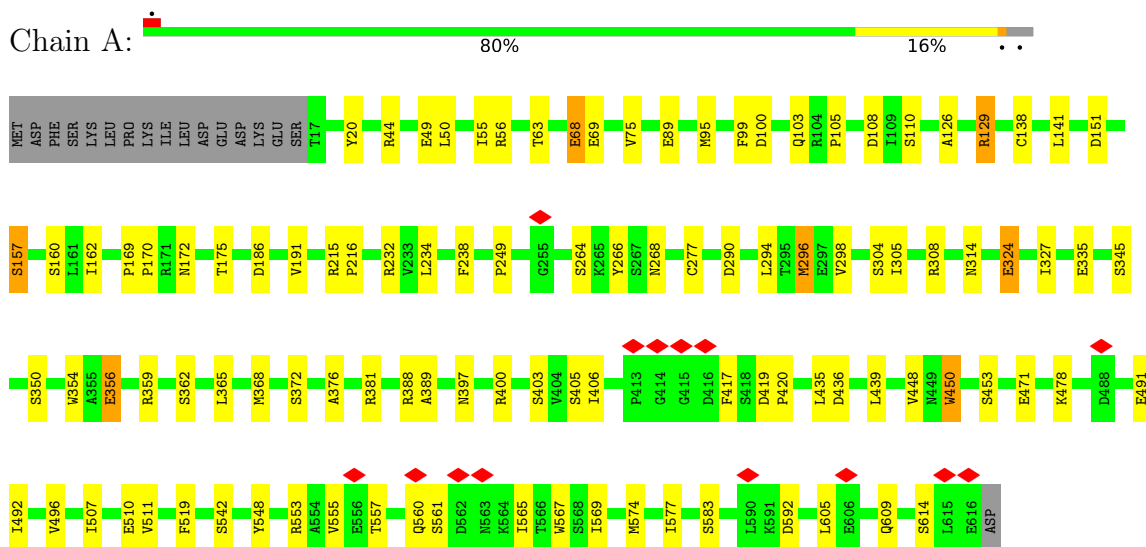 Chain A:
80% 16%
MET ASP PHE SER LYS LEU PRO LYS ILE LEU ASP GLU ASP LYS GLU SER T17 Y20 R44 E49 L50 I55 R56 T63 E68 E69 V75 E89 M95 F99 D100 Q103 R104 P105 D108 I109 S110 A126 R129 C138 L141 D151
S157 S160 L161 I162 P169 P170 R171 N172 T175 D186 V191 R215 P216 R232 V233 L234 F238 P249 G255 S264 K265 Y266 S267 N268 C277 D290 L294 T295 M296 E297 V298 S304 I305 R308 N314 E324 I327 E335 S345
S350 W354 A355 E356 R359 S362 L365 M368 S372 A376 R381 R388 A389 N397 R400 S403 V404 S405 I406 P413 G414 G415 D416 F417 S418 D419 P420 L435 D436 L439 V448 N449 W450 S453 E471 K478 D488 E491
I492 V496 I507 E510 V511 F519 S542 Y548 R553 A554 V555 E556 T557 Q560 S561 D562 N563 K564 I565 T566 W567 S568 I569 M574 I577 S583 L590 K591 D592 L605 E606 Q609 S614 L615 E616 ASP